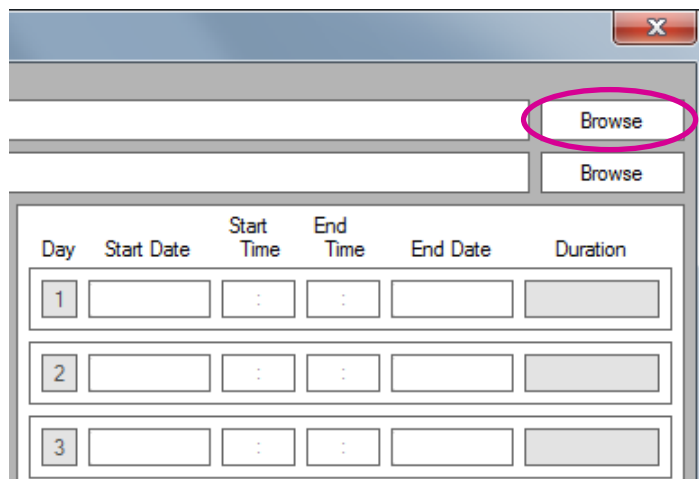 X
Browse
Browse
Day Start Date Start Time End Time End Date Duration
1 : :
2 : :
3 : :